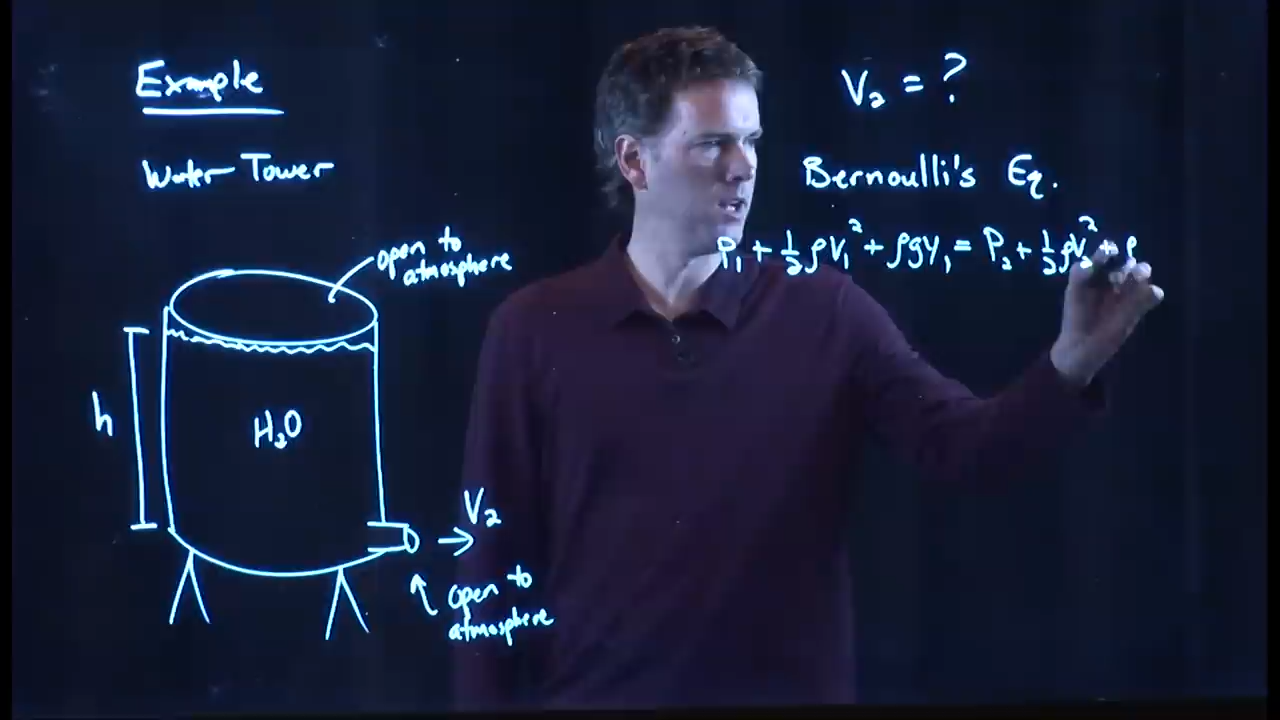 Example
Water Tower
open to
atmosphere
h
H₂O
V₂
open to
atmosphere
V₂ = ?
Bernoulli's Eq.
P₁ + ½ρV₁² + ρgy₁ = P₂ + ½ρV₂² + ρ